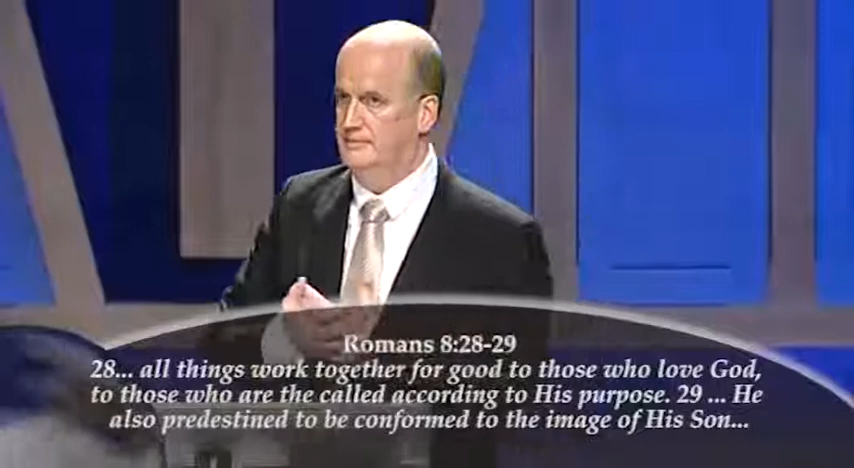 Romans 8:28-29
28... all things work together for good to those who love God,
to those who are the called according to His purpose. 29 ... He
also predestined to be conformed to the image of His Son...